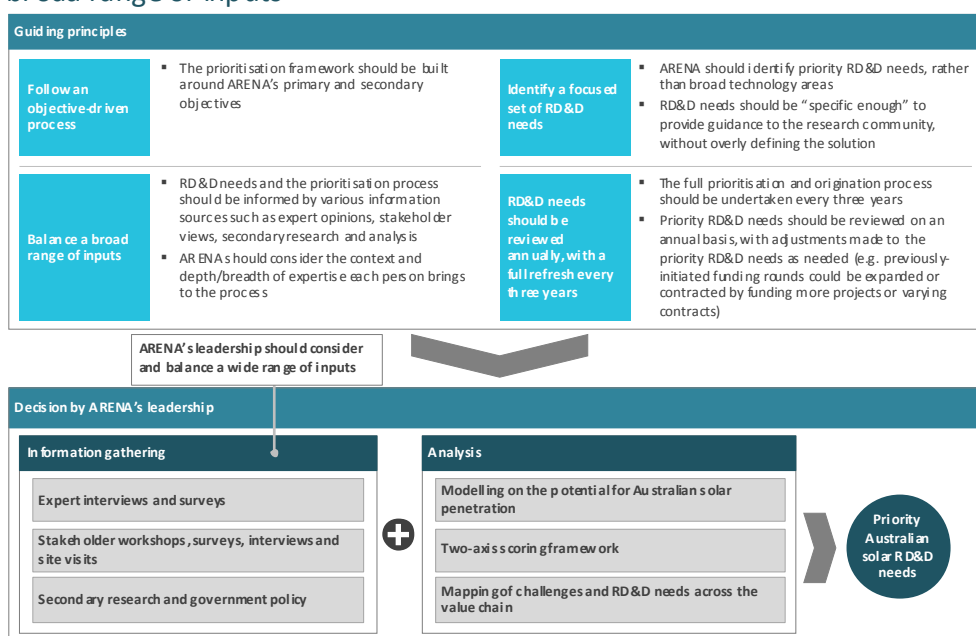 broad range of inputs
Guiding principles
Follow an
objective-driven
process
▪ The prioritisation framework should be built
around ARENA's primary and secondary
objectives
Identify a focused
set of RD&D
needs
▪ ARENA should identify priority RD&D needs, rather
than broad technology areas
▪ RD&D needs should be "specific enough" to
provide guidance to the research community,
without overly defining the solution
Balance a broad
range of inputs
▪ RD&D needs and the prioritisation process
should be informed by various information
sources such as expert opinions, stakeholder
views, secondary research and analysis
▪ ARENA should consider the context and
depth/breadth of expertise each person brings
to the process
RD&D needs
should be
reviewed
annually, with a
full refresh every
three years
▪ The full prioritisation and origination process
should be undertaken every three years
▪ Priority RD&D needs should be reviewed on an
annual basis, with adjustments made to the
priority RD&D needs as needed (e.g. previously-
initiated funding rounds could be expanded or
contracted by funding more projects or varying
contracts)
ARENA's leadership should consider
and balance a wide range of inputs
Decision by ARENA's leadership
Information gathering
Expert interviews and surveys
Stakeholder workshops, surveys, interviews and
site visits
Secondary research and government policy
Analysis
Modelling on the potential for Australian solar
penetration
Two-axis scoring framework
Mapping of challenges and RD&D needs across the
value chain
Priority
Australian
solar RD&D
needs